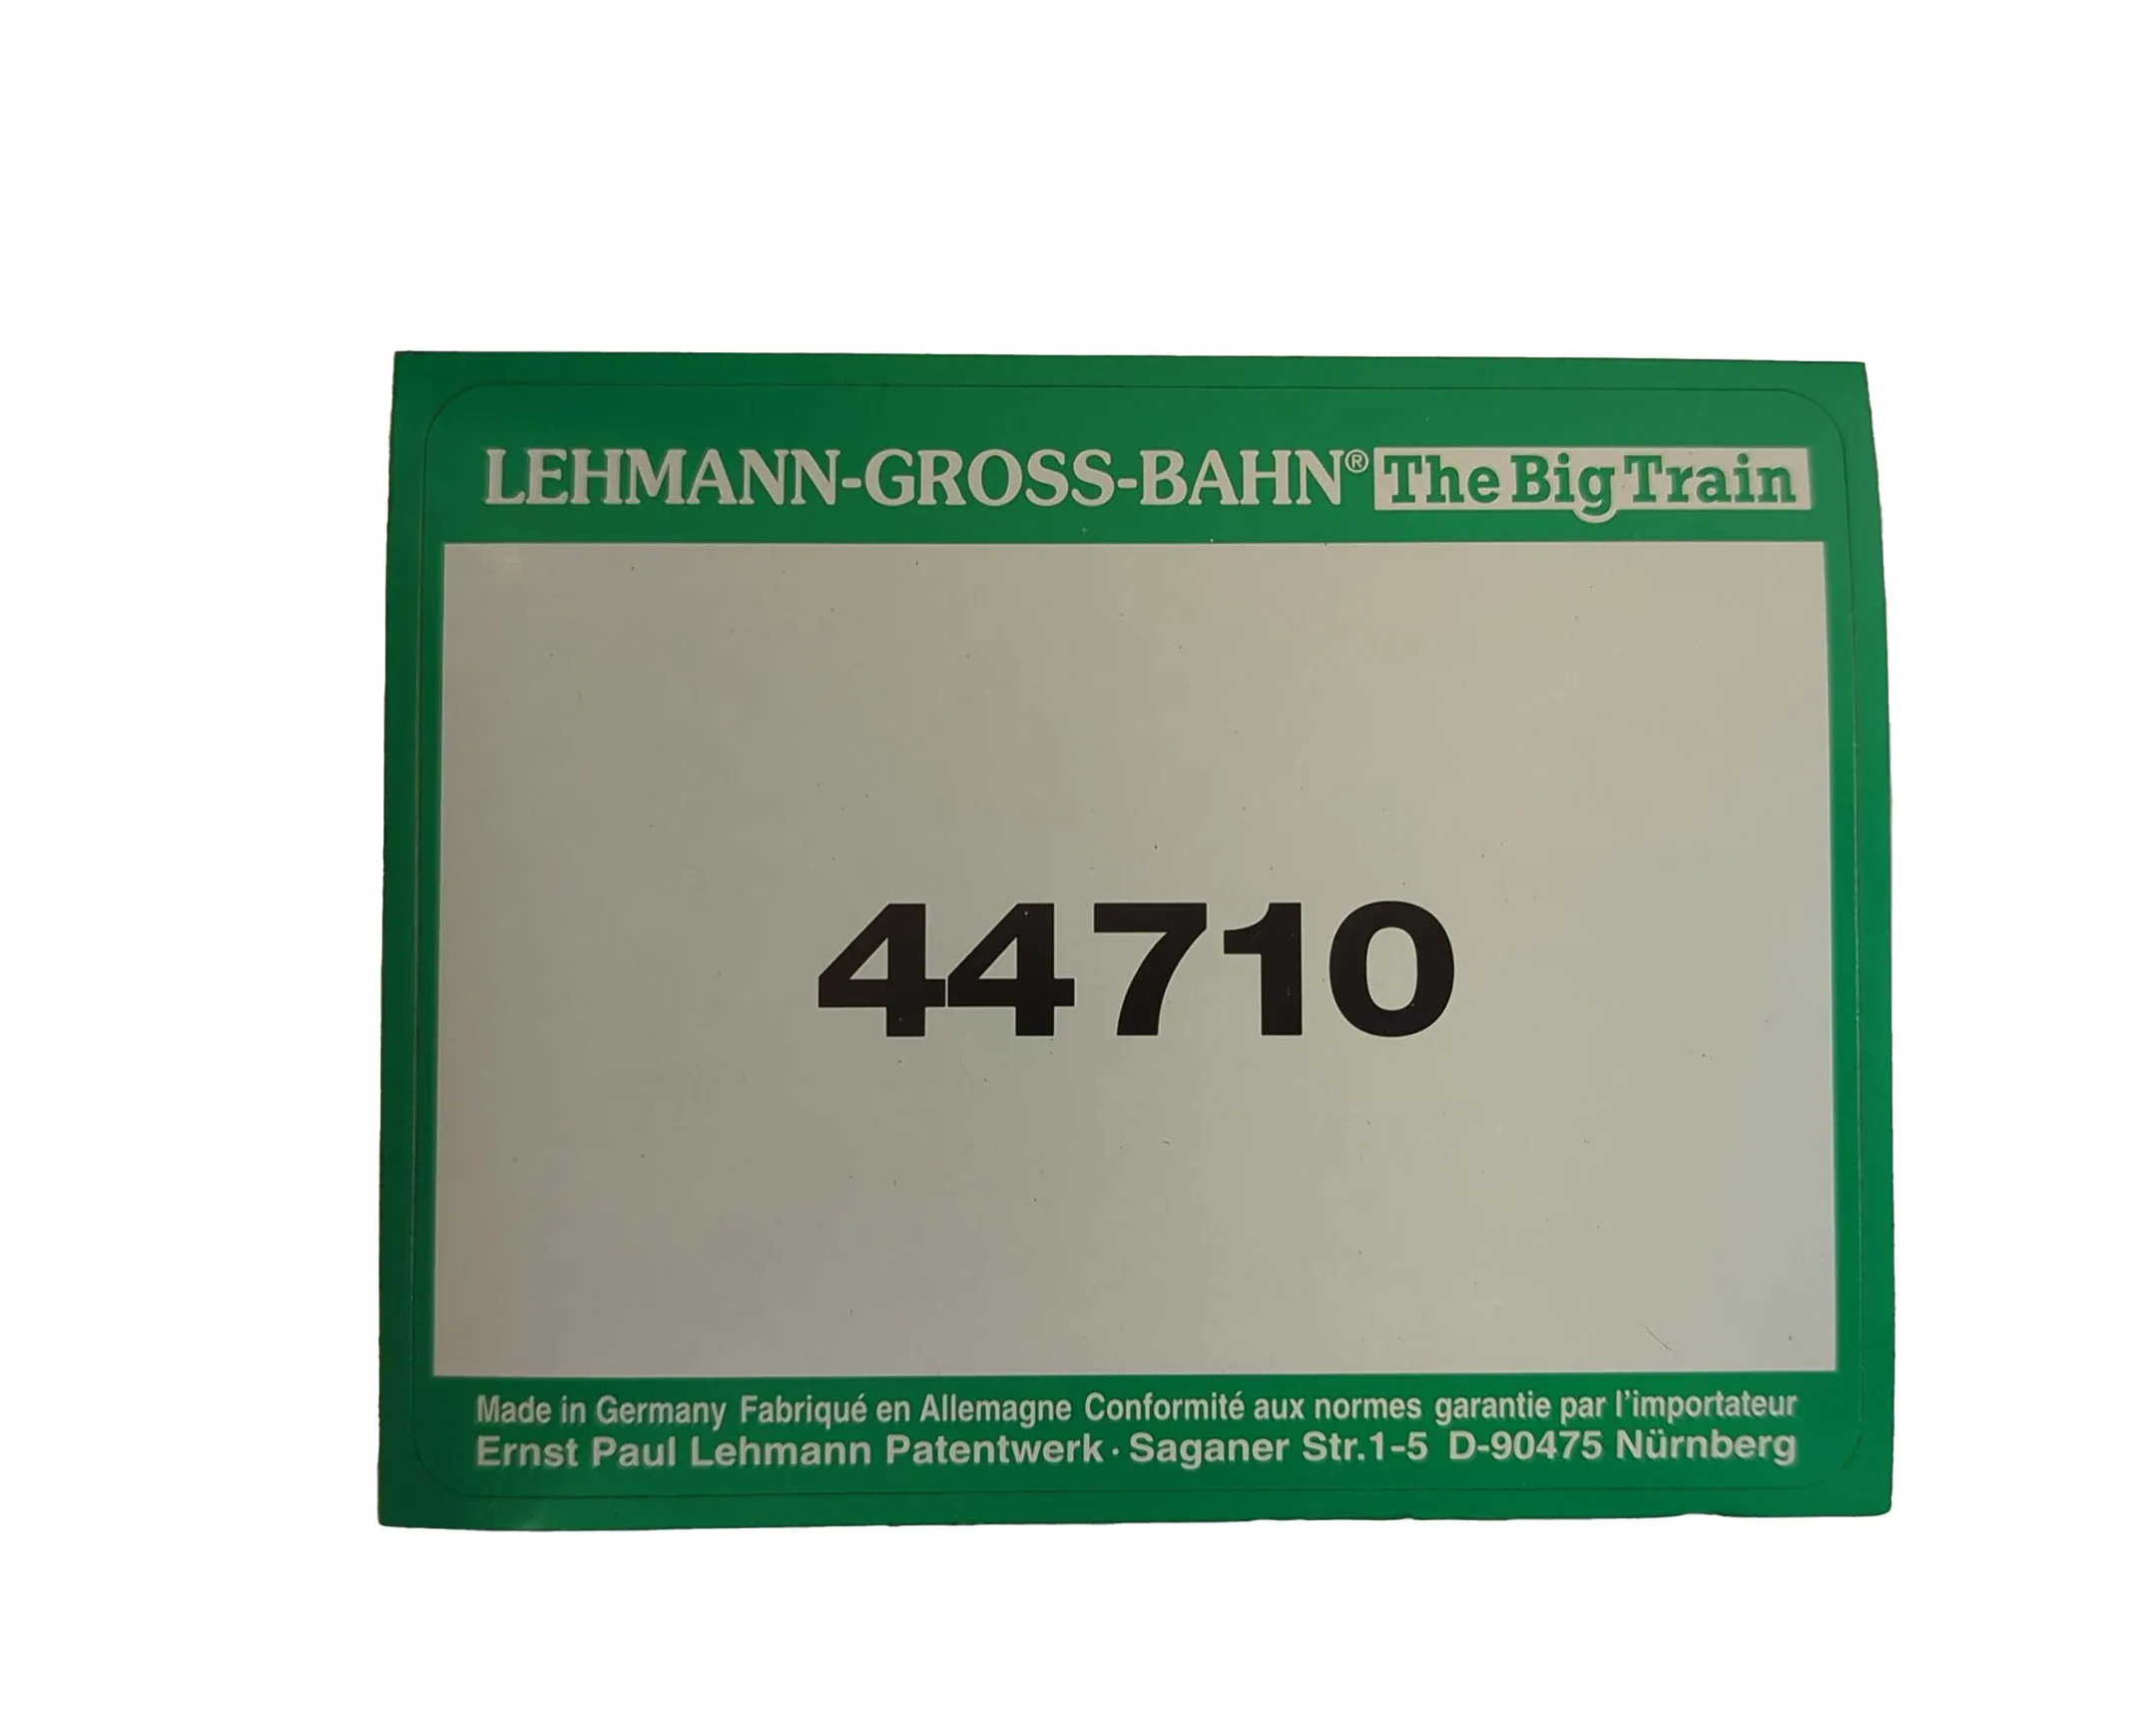 LEHMANN-GROSS-BAHN® The Big Train
44710
Made in Germany Fabriqué en Allemagne Conformité aux normes garantie par l'importateur
Ernst Paul Lehmann Patentwerk · Saganer Str.1-5 D-90475 Nürnberg